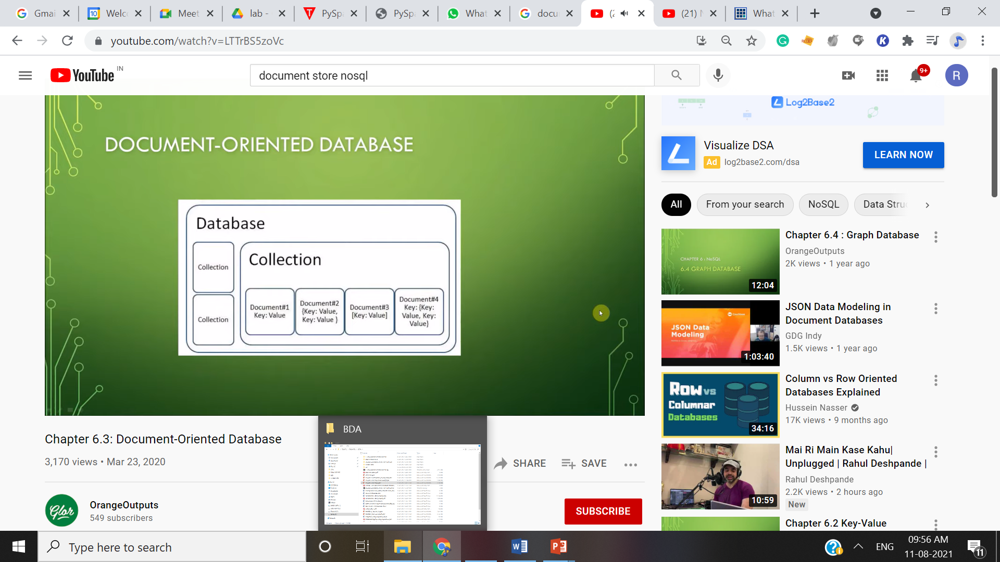 Gmai
Welc
Meet
lab -
PySpa
PySpa
What
docu
(2
(21) N
What
youtube.com/watch?v=LTTrBS5zoVc
YouTube IN
document store nosql
9+
R
DOCUMENT-ORIENTED DATABASE
Database
Collection
Collection
Collection
Document#1
Key: Value
Document#2
{Key: Value,
Key: Value }
Document#3
[Key: Value]
Document#4
Key: {Key:
Value, Key:
Value}
Log2Base2
Visualize DSA
Ad log2base2.com/dsa
LEARN NOW
All
From your search
NoSQL
Data Struc
CHAPTER 6 : NoSQL
6.4 GRAPH DATABASE
12:04
Chapter 6.4 : Graph Database
OrangeOutputs
2K views • 1 year ago
JSON Data
Modeling
1:03:40
JSON Data Modeling in
Document Databases
GDG Indy
1.5K views • 1 year ago
Row vs
Columnar
Databases
34:16
Column vs Row Oriented
Databases Explained
Hussein Nasser
17K views • 9 months ago
10:59
Mai Ri Main Kase Kahu|
Unplugged | Rahul Deshpande |
Rahul Deshpande
2.2K views • 2 hours ago
New
Chapter 6.2 Key-Value
Chapter 6.3: Document-Oriented Database
3,170 views • Mar 23, 2020
BDA
SHARE
SAVE
Glor
OrangeOutputs
549 subscribers
SUBSCRIBE
Type here to search
ENG
09:56 AM
11-08-2021
11